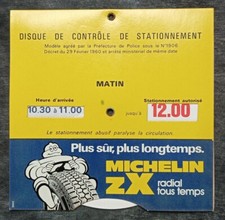 DISQUE DE CONTRÔLE DE STATIONNEMENT
Modèle agréé par la Préfecture de Police sous le N°1906
Décret du 29 Février 1960 et arrêté ministériel de même date
MATIN
Heure d'arrivée
10.30 à 11.00
Stationnement autorisé
jusqu'à
12.00
Le stationnement abusif paralyse la circulation.
Plus sûr, plus longtemps.
MICHELIN
ZX
radial
tous temps